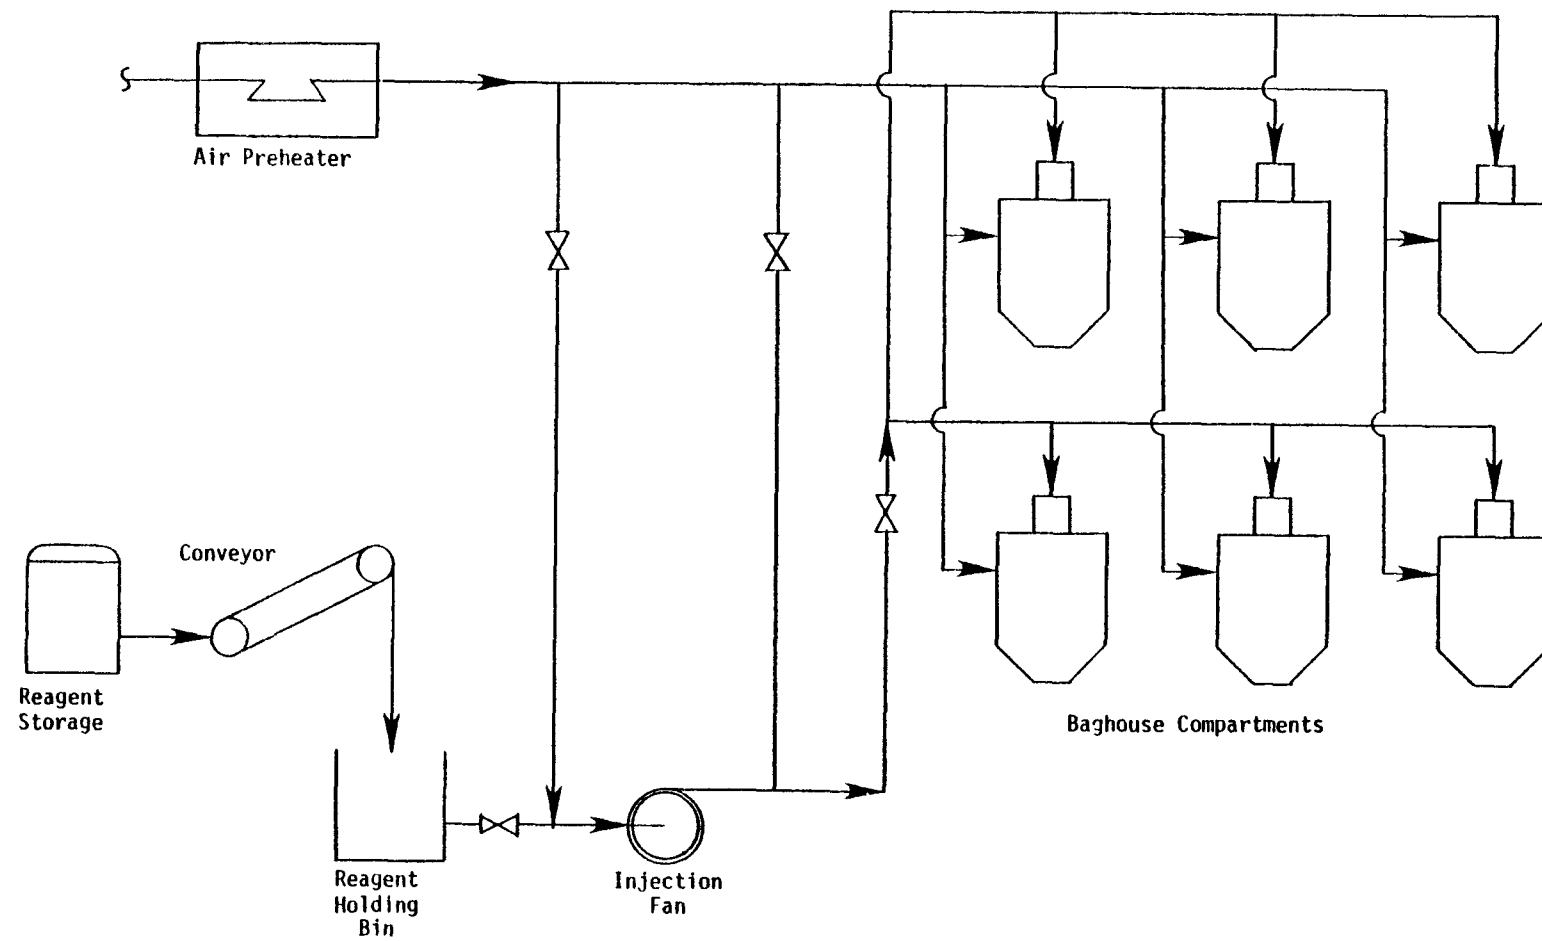 Air Preheater
Conveyor
Reagent
Storage
Baghouse Compartments
Reagent
Holding
Bin
Injection
Fan